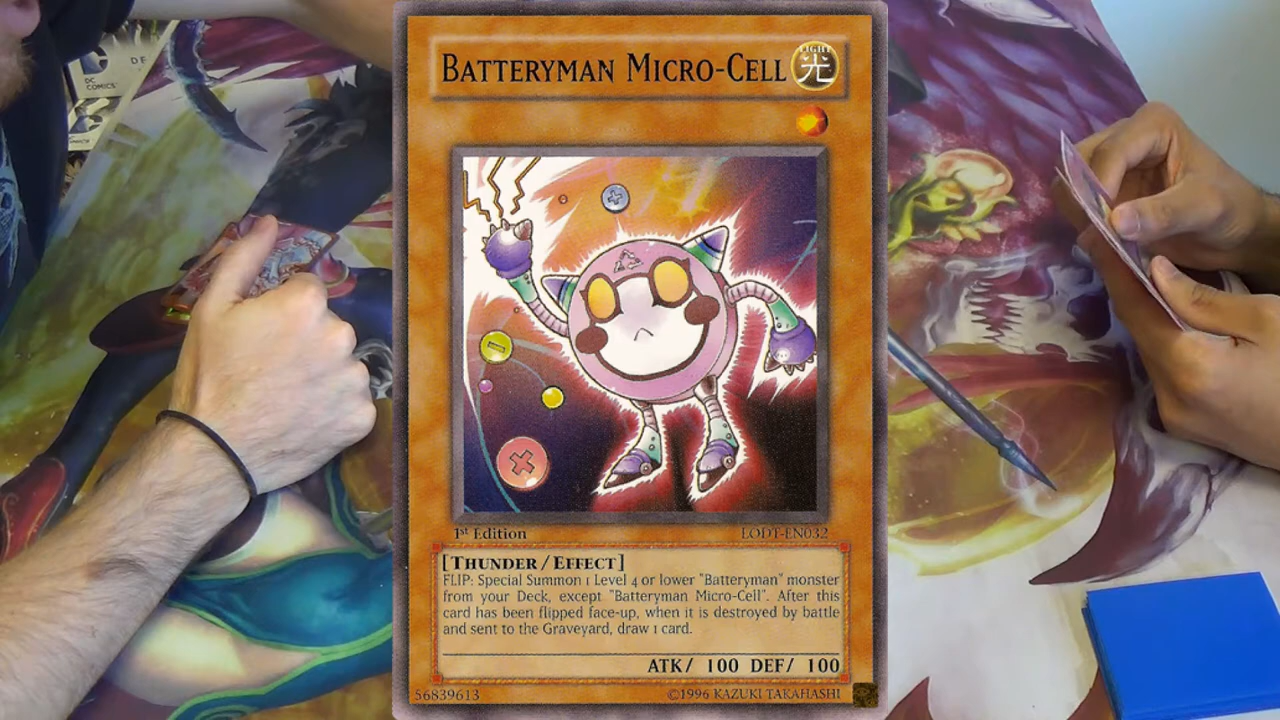 DC
COMICS
D E
BATTERYMAN MICRO-CELL
LIGHT
光
1st Edition
LODT-EN032
[THUNDER/EFFECT]
FLIP: Special Summon 1 Level 4 or lower "Batteryman" monster
from your Deck, except "Batteryman Micro-Cell". After this
card has been flipped face-up, when it is destroyed by battle
and sent to the Graveyard, draw 1 card.
ATK/ 100 DEF/ 100
56839613
©1996 KAZUKI TAKAHASHI